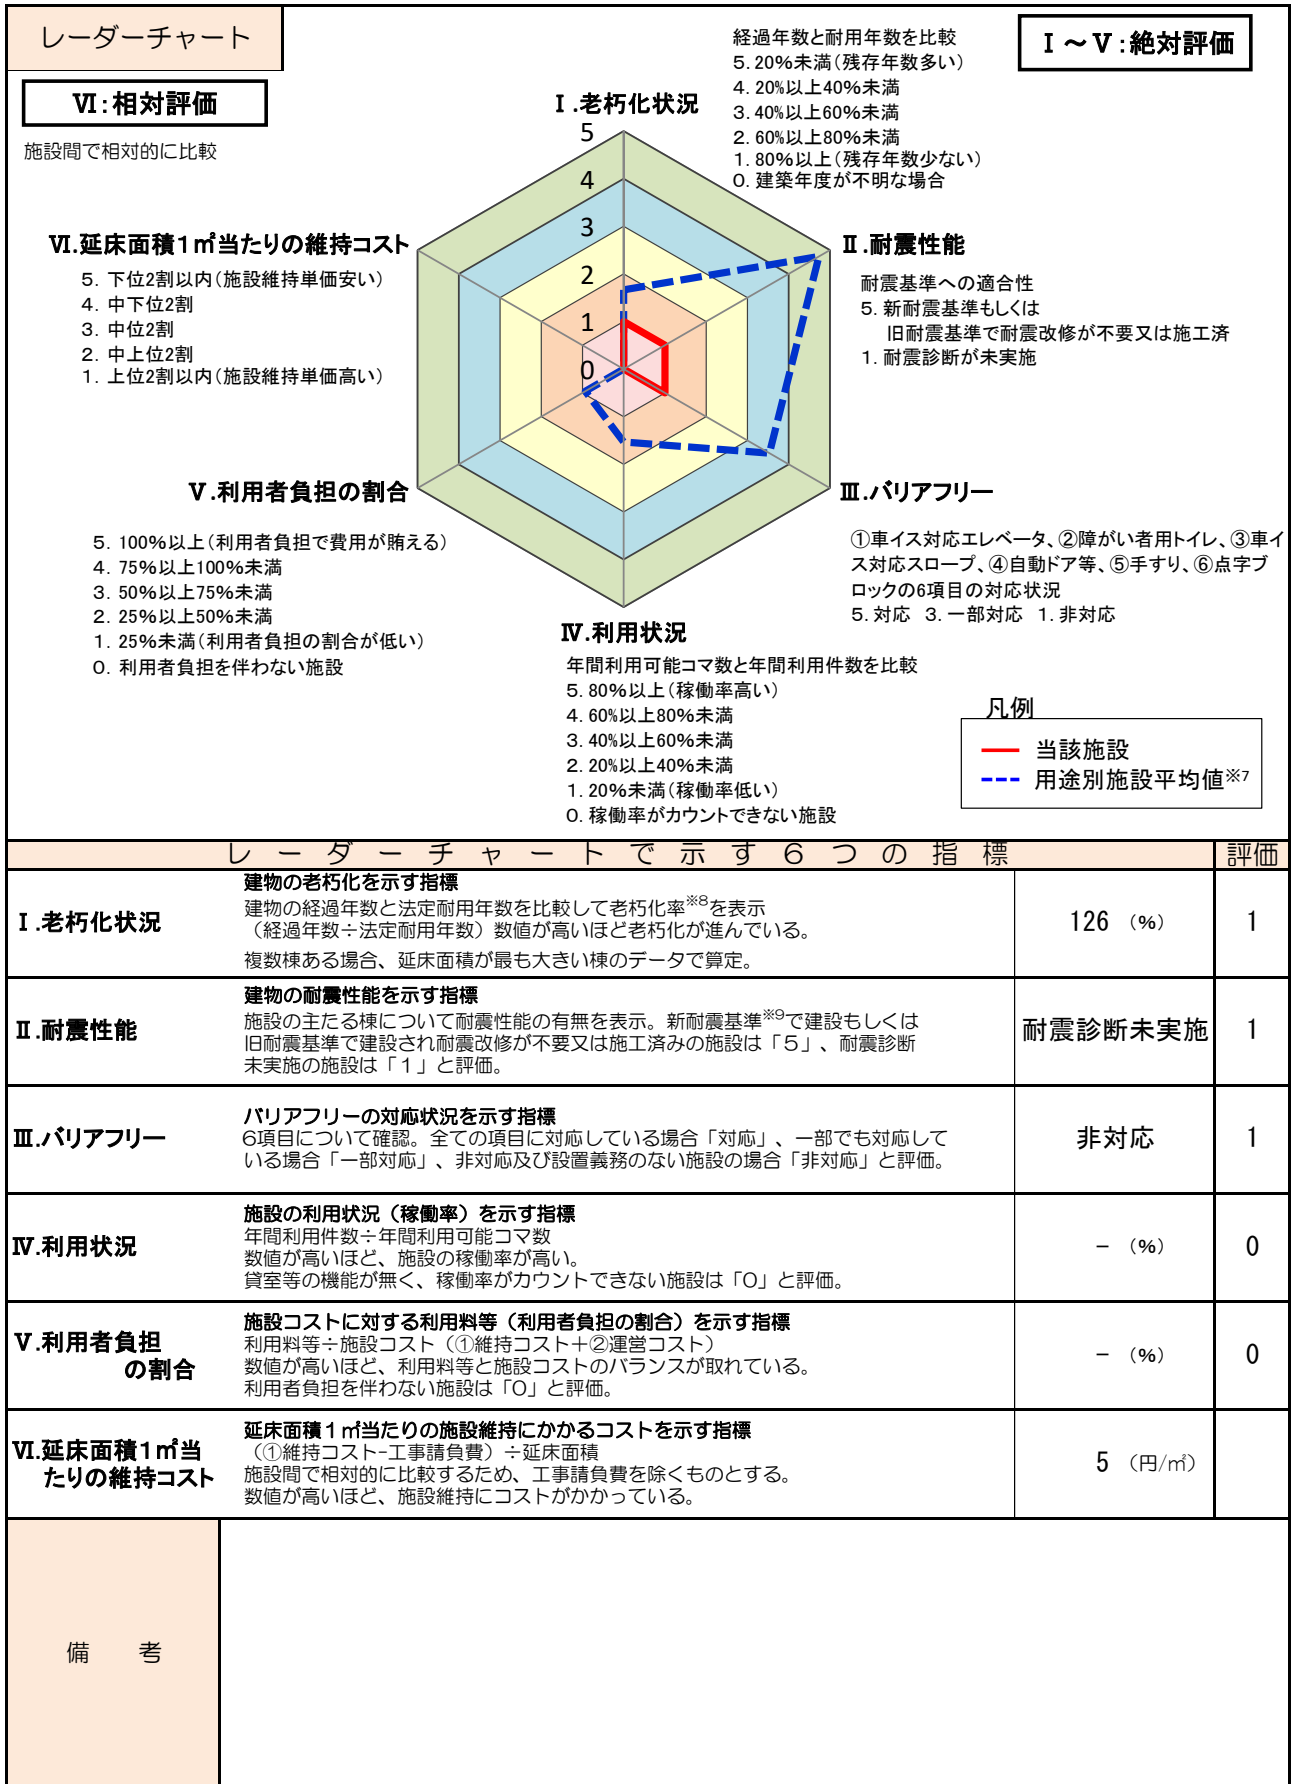 レーダーチャート
Ⅵ:相対評価
施設間で相対的に比較
Ⅰ～Ⅴ:絶対評価
Ⅰ.老朽化状況
経過年数と耐用年数を比較
5.20%未満(残存年数多い)
4.20%以上40%未満
3.40%以上60%未満
2.60%以上80%未満
1.80%以上(残存年数少ない)
0.建築年度が不明な場合
5
4
3
2
1
0
Ⅱ.耐震性能
耐震基準への適合性
5.新耐震基準もしくは
旧耐震基準で耐震改修が不要又は施工済
1.耐震診断が未実施
Ⅲ.バリアフリー
①車イス対応エレベータ、②障がい者用トイレ、③車イ
ス対応スロープ、④自動ドア等、⑤手すり、⑥点字ブ
ロックの6項目の対応状況
5.対応 3.一部対応 1.非対応
Ⅳ.利用状況
年間利用可能コマ数と年間利用件数を比較
5.80%以上(稼働率高い)
4.60%以上80%未満
3.40%以上60%未満
2.20%以上40%未満
1.20%未満(稼働率低い)
0.稼働率がカウントできない施設
Ⅵ.延床面積1㎡当たりの維持コスト
5.下位2割以内(施設維持単価安い)
4.中下位2割
3.中位2割
2.中上位2割
1.上位2割以内(施設維持単価高い)
Ⅴ.利用者負担の割合
5.100%以上(利用者負担で費用が賄える)
4.75%以上100%未満
3.50%以上75%未満
2.25%以上50%未満
1.25%未満(利用者負担の割合が低い)
0.利用者負担を伴わない施設
凡例
当該施設
用途別施設平均値※7
レーダーチャートで示す6つの指標 評価
Ⅰ.老朽化状況
建物の老朽化を示す指標
建物の経過年数と法定耐用年数を比較して老朽化率※8を表示
(経過年数÷法定耐用年数)数値が高いほど老朽化が進んでいる。
複数棟ある場合、延床面積が最も大きい棟のデータで算定。
126 (%) 1
Ⅱ.耐震性能
建物の耐震性能を示す指標
施設の主たる棟について耐震性能の有無を表示。新耐震基準※9で建設もしくは
旧耐震基準で建設され耐震改修が不要又は施工済みの施設は「5」、耐震診断
未実施の施設は「1」と評価。
耐震診断未実施 1
Ⅲ.バリアフリー
バリアフリーの対応状況を示す指標
6項目について確認。全ての項目に対応している場合「対応」、一部でも対応して
いる場合「一部対応」、非対応及び設置義務のない施設の場合「非対応」と評価。
非対応 1
Ⅳ.利用状況
施設の利用状況(稼働率)を示す指標
年間利用件数÷年間利用可能コマ数
数値が高いほど、施設の稼働率が高い。
貸室等の機能が無く、稼働率がカウントできない施設は「0」と評価。
- (%) 0
Ⅴ.利用者負担
の割合
施設コストに対する利用料等(利用者負担の割合)を示す指標
利用料等÷施設コスト(①維持コスト+②運営コスト)
数値が高いほど、利用料等と施設コストのバランスが取れている。
利用者負担を伴わない施設は「0」と評価。
- (%) 0
Ⅵ.延床面積1㎡当
たりの維持コスト
延床面積1㎡当たりの施設維持にかかるコストを示す指標
(①維持コスト-工事請負費)÷延床面積
施設間で相対的に比較するため、工事請負費を除くものとする。
数値が高いほど、施設維持にコストがかかっている。
5 (円/㎡)
備 考